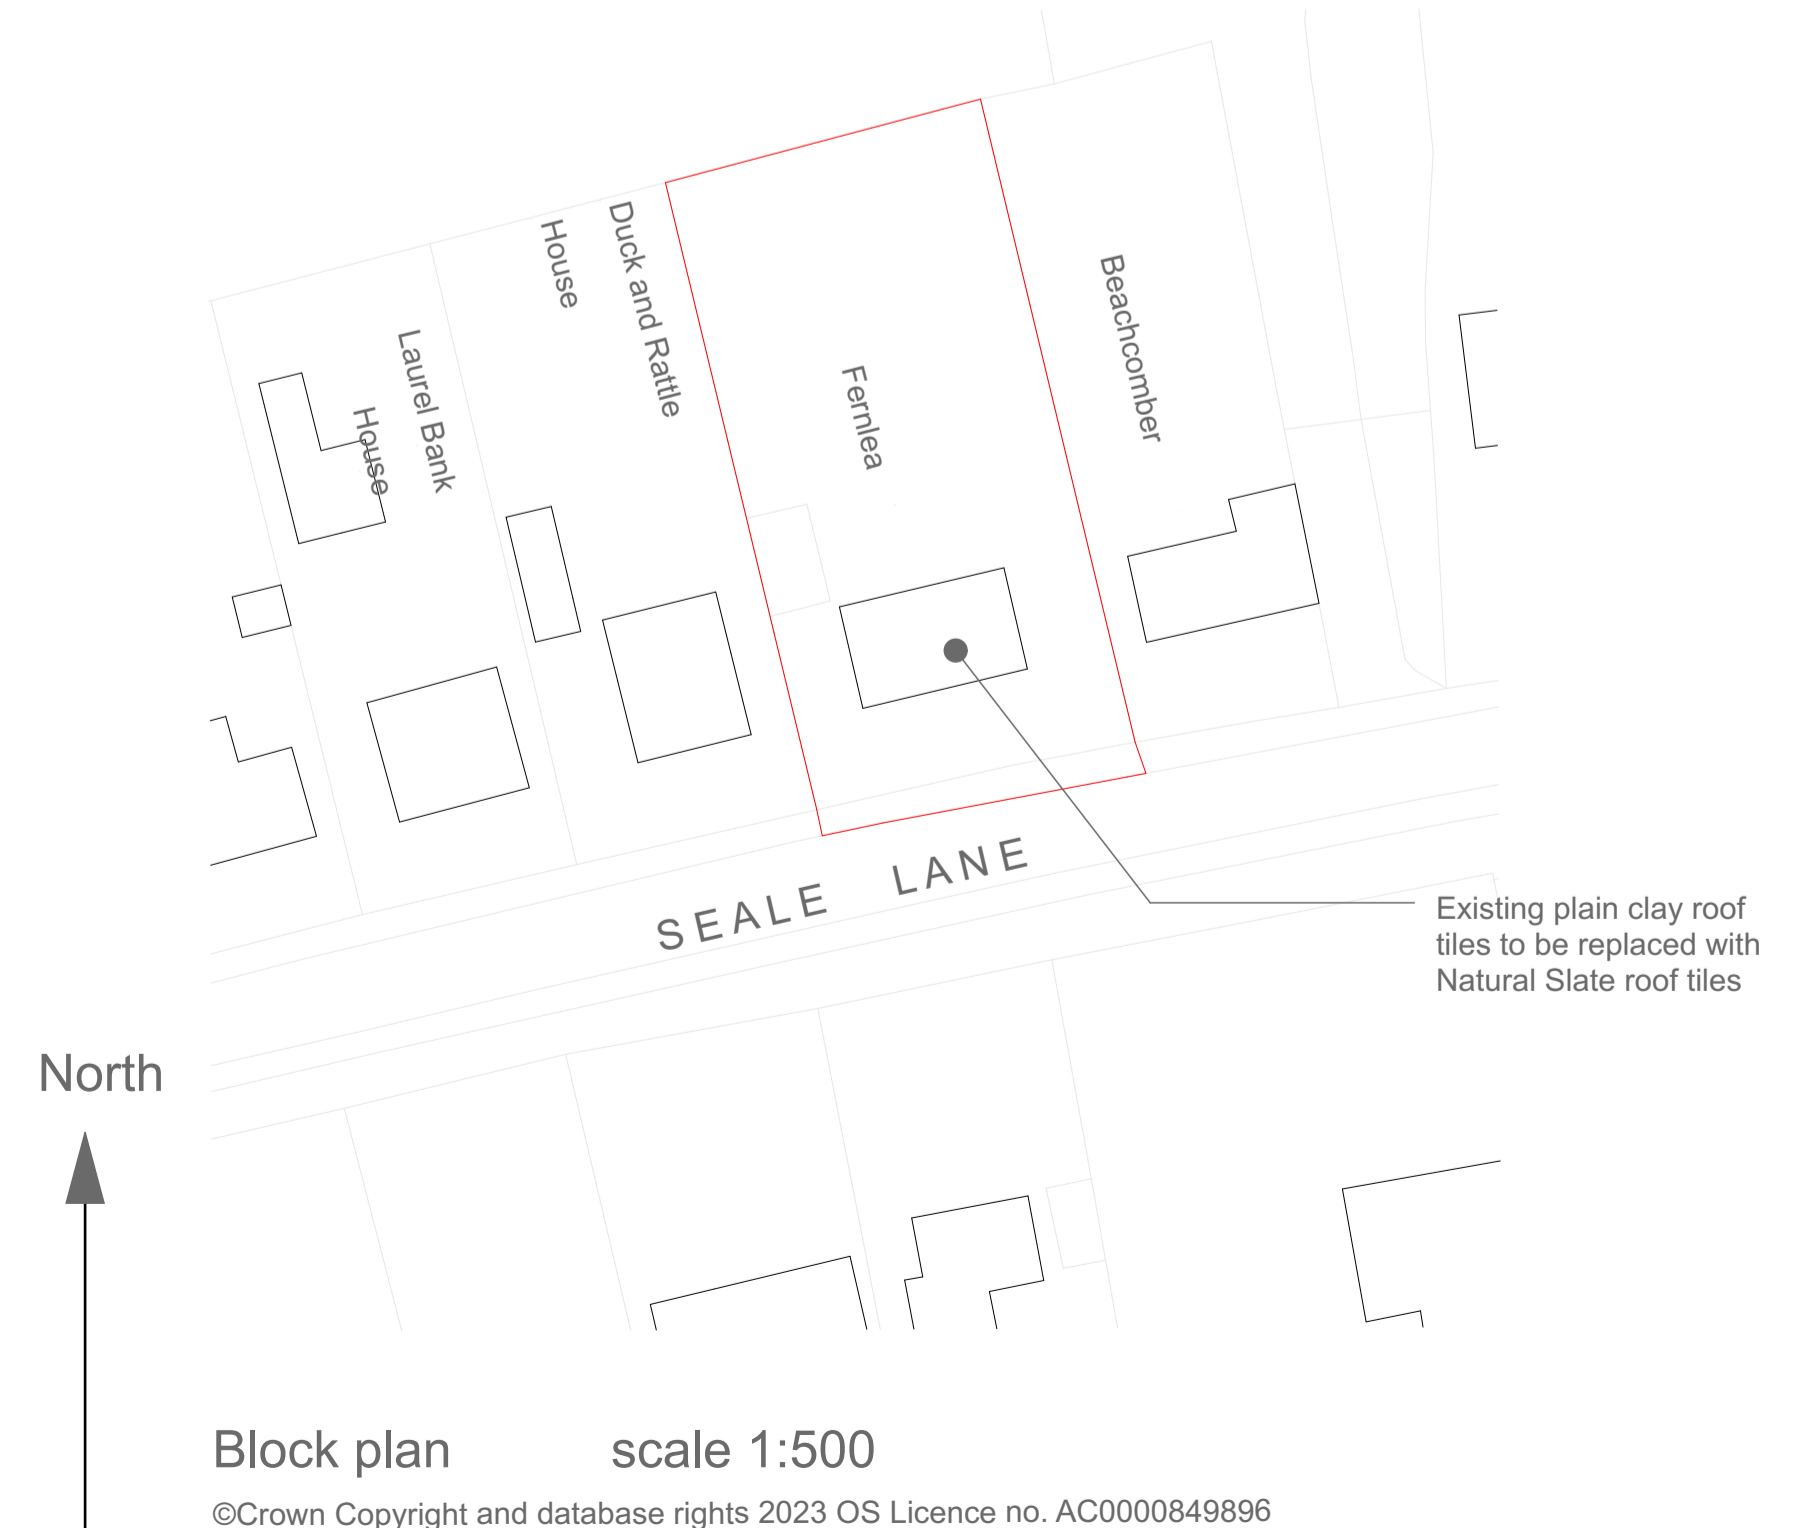 Duck and Rattle
House
Laurel Bank
House
Fernlea
Beachcomber
SEALE LANE
Existing plain clay roof
tiles to be replaced with
Natural Slate roof tiles
North
Block plan scale 1:500
©Crown Copyright and database rights 2023 OS Licence no. AC0000849896